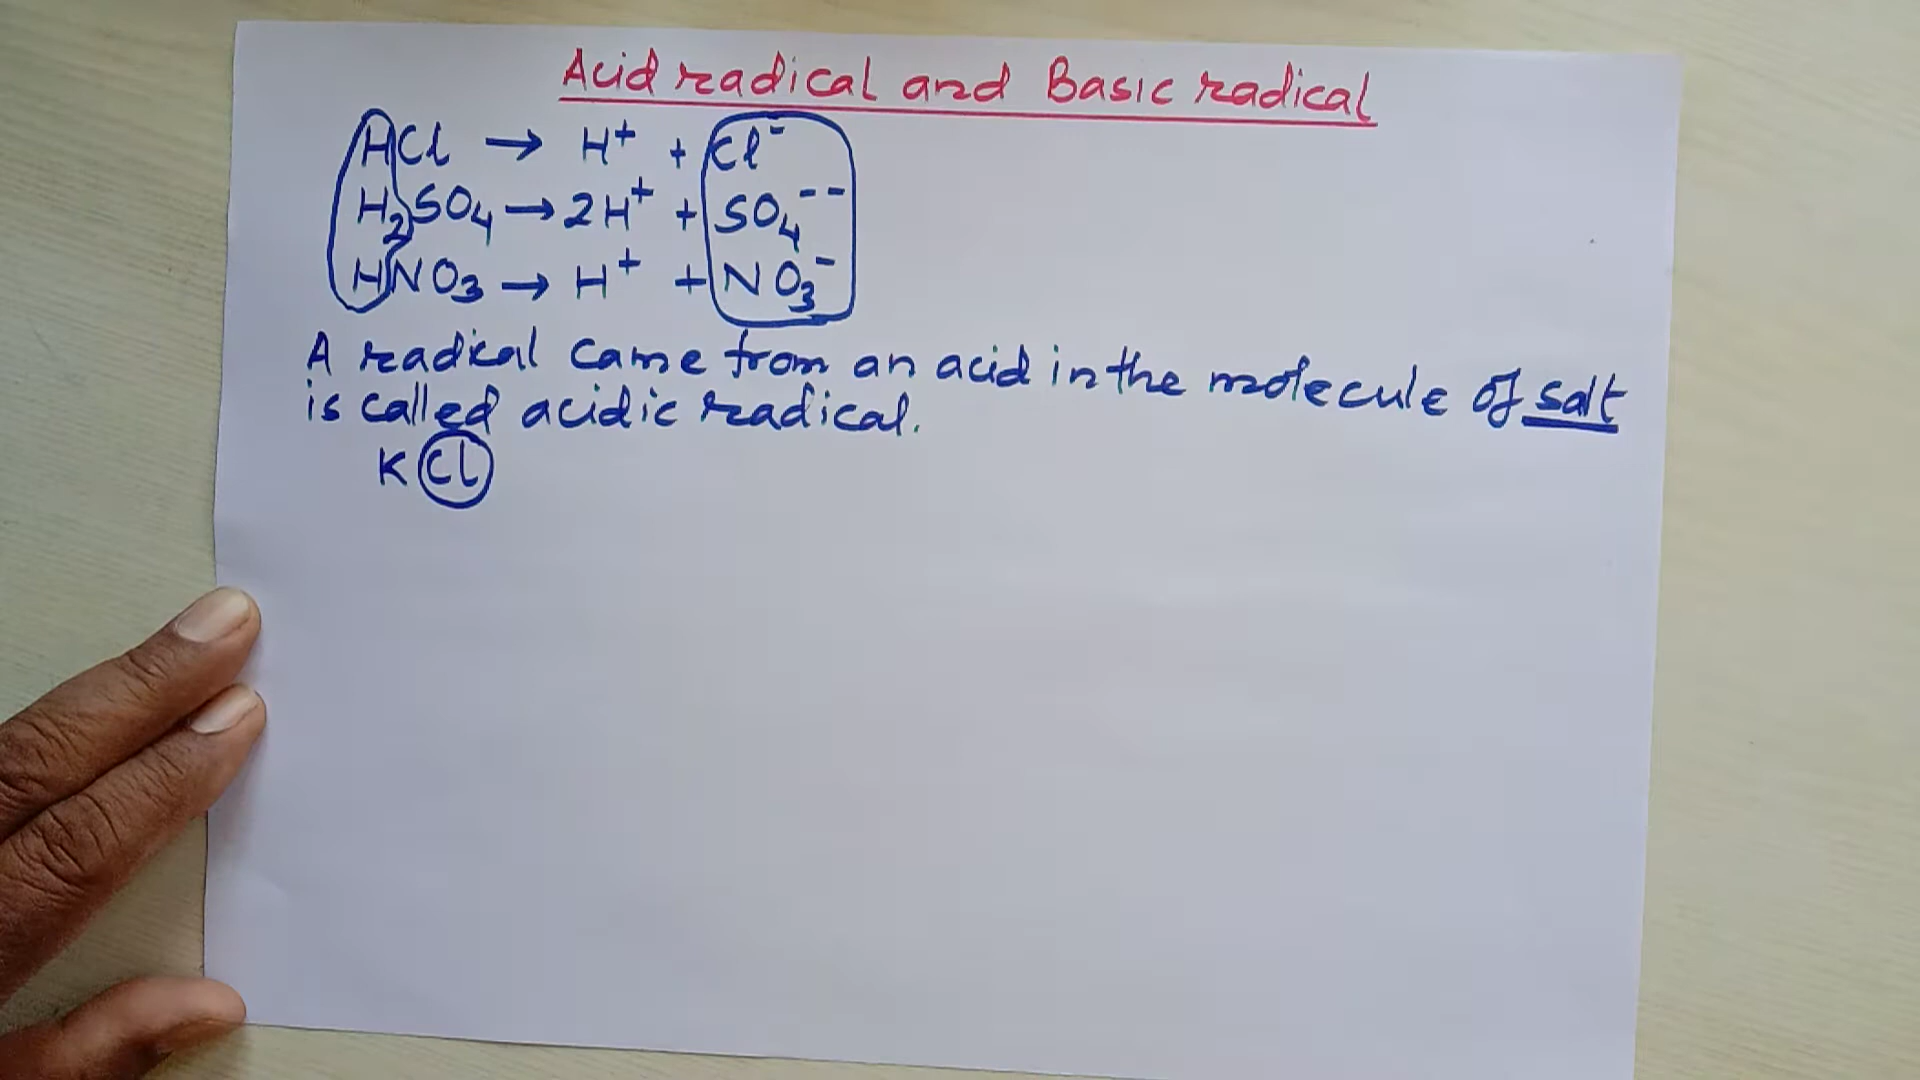 Acid radical and Basic radical
HCl → H⁺ + Cl⁻
H₂SO₄ → 2H⁺ + SO₄⁻⁻
HNO₃ → H⁺ + NO₃⁻
A radical came from an acid in the molecule of salt
is called acidic radical.
KCl